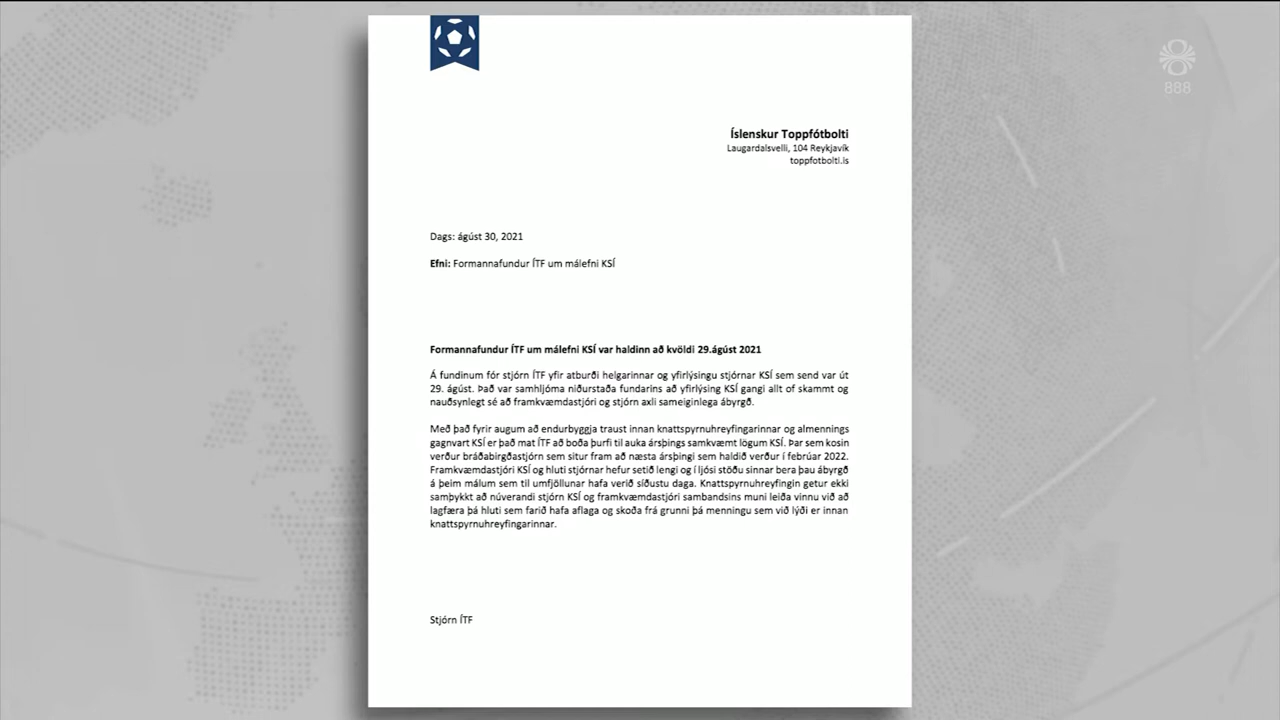 888
Íslenskur Toppfótbolti
Laugardalsvelli, 104 Reykjavík
toppfotbolti.is
Dags: ágúst 30, 2021
Efni: Formannafundur ÍTF um málefni KSÍ
Formannafundur ÍTF um málefni KSÍ var haldinn að kvöldi 29.ágúst 2021
Á fundinum fór stjórn ÍTF yfir atburði helgarinnar og yfirlýsingu stjórnar KSÍ sem send var út
29. ágúst. Það var samhljóma niðurstaða fundarins að yfirlýsing KSÍ gangi allt of skammt og
nauðsynlegt sé að framkvæmdastjóri og stjórn axli sameiginlega ábyrgð.
Með það fyrir augum að endurbyggja traust innan knattspyrnuhreyfingarinnar og almennings
gagnvart KSÍ er það mat ÍTF að boða þurfi til auka ársþings samkvæmt lögum KSÍ. Þar sem kosin
verður bráðabirgðastjórn sem situr fram að næsta ársþingi sem haldið verður í febrúar 2022.
Framkvæmdastjóri KSÍ og hluti stjórnar hefur setið lengi og í ljósi stöðu sinnar bera þau ábyrgð
á þeim málum sem til umfjöllunar hafa verið síðustu daga. Knattspyrnuhreyfingin getur ekki
samþykkt að núverandi stjórn KSÍ og framkvæmdastjóri sambandsins muni leiða vinnu við að
lagfæra þá hluti sem farið hafa aflaga og skoða frá grunni þá menningu sem við lýði er innan
knattspyrnuhreyfingarinnar.
Stjórn ÍTF